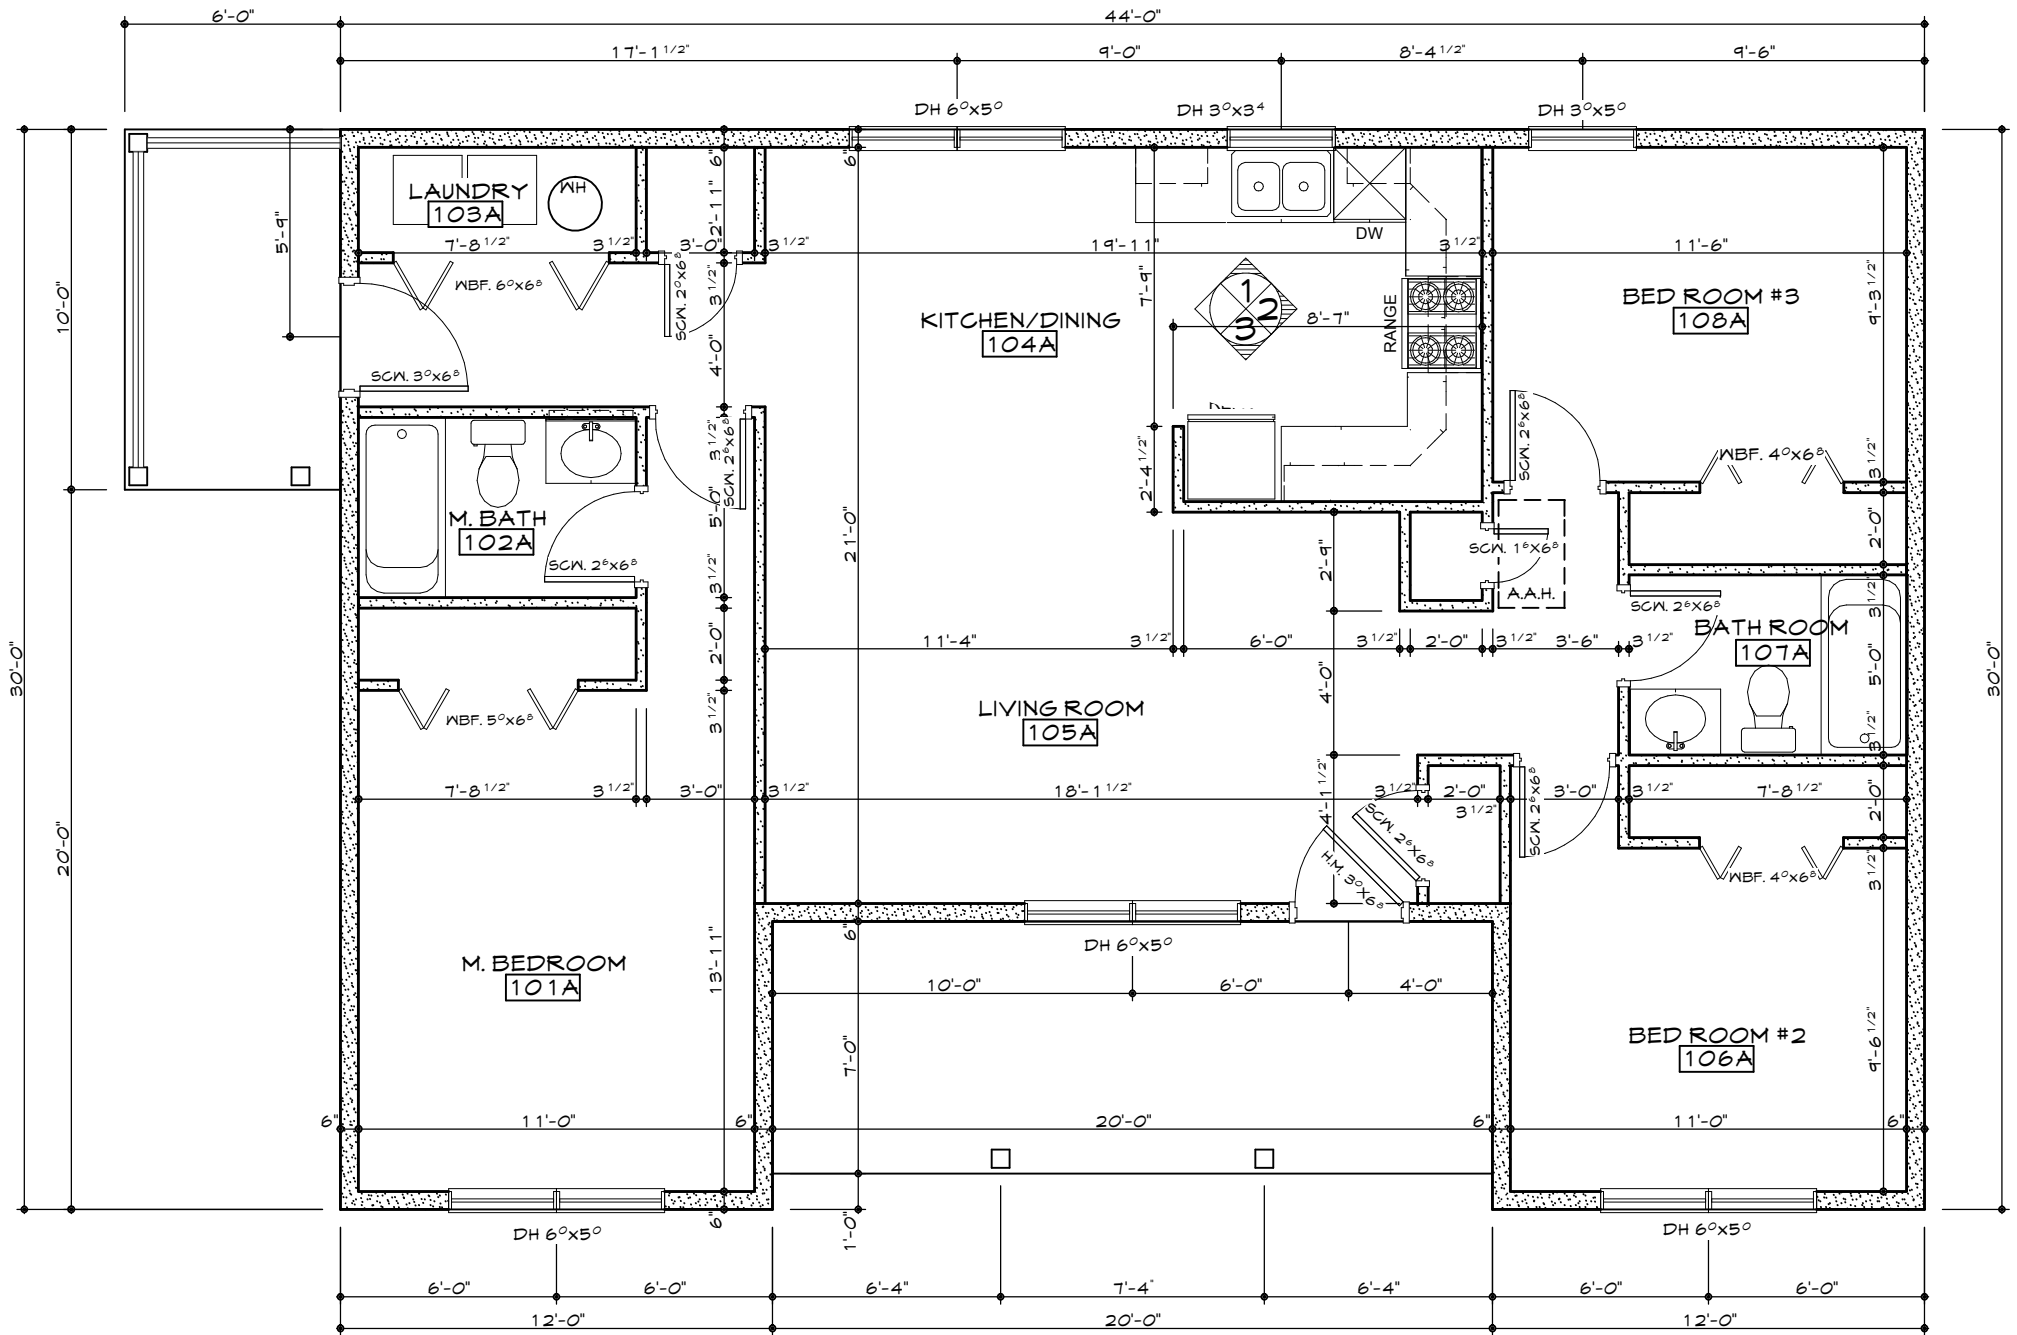 6'-0"
44'-0"
17'-1 1/2"
9'-0"
8'-4 1/2"
9'-6"
DH 6⁰x5⁰
DH 3⁰x3⁴
DH 3⁰x5⁰
6"
6"
LAUNDRY
103A
WH
2'-11"
DW
5'-9"
7'-8 1/2"
3 1/2"
3'-0"
3 1/2"
19'-11"
3 1/2"
11'-6"
WBF. 6⁰x6⁸
SCW. 2⁰x6⁸
3 1/2"
7'-9"
1
2
3
8'-7"
RANGE
BED ROOM #3
108A
9'-3 1/2"
10'-0"
KITCHEN/DINING
104A
4'-0"
SCW. 3⁰x6⁸
3 1/2"
SCW. 2⁶x6⁸
2'-4 1/2"
SCW. 2⁶x6⁸
WBF. 4⁰x6⁸
3 1/2"
M. BATH
102A
5'-0"
21'-0"
2'-9"
SCW. 1⁶x6⁸
2'-0"
SCW. 2⁶x6⁸
3 1/2"
A.A.H.
SCW. 2⁶x6⁸
3 1/2"
30'-0"
2'-0"
11'-4"
3 1/2"
6'-0"
3 1/2"
2'-0"
3 1/2"
3'-6"
3 1/2"
BATH ROOM
107A
5'-0"
30'-0"
4'-0"
WBF. 5⁰x6⁸
3 1/2"
LIVING ROOM
105A
3 1/2"
7'-8 1/2"
3 1/2"
3'-0"
3 1/2"
18'-1 1/2"
4'-1 1/2"
3 1/2"
2'-0"
3 1/2"
SCW. 2⁶x6⁸
3'-0"
3 1/2"
7'-8 1/2"
2'-0"
20'-0"
SCW. 2⁶x6⁸
H.M. 3⁰x6⁸
WBF. 4⁰x6⁸
3 1/2"
DH 6⁰x5⁰
6"
M. BEDROOM
101A
13'-11"
10'-0"
6'-0"
4'-0"
7'-0"
BED ROOM #2
106A
9'-6 1/2"
6"
11'-0"
6"
20'-0"
6"
11'-0"
6"
6"
1'-0"
DH 6⁰x5⁰
DH 6⁰x5⁰
6'-0"
6'-0"
6'-4"
7'-4"
6'-4"
6'-0"
6'-0"
12'-0"
20'-0"
12'-0"